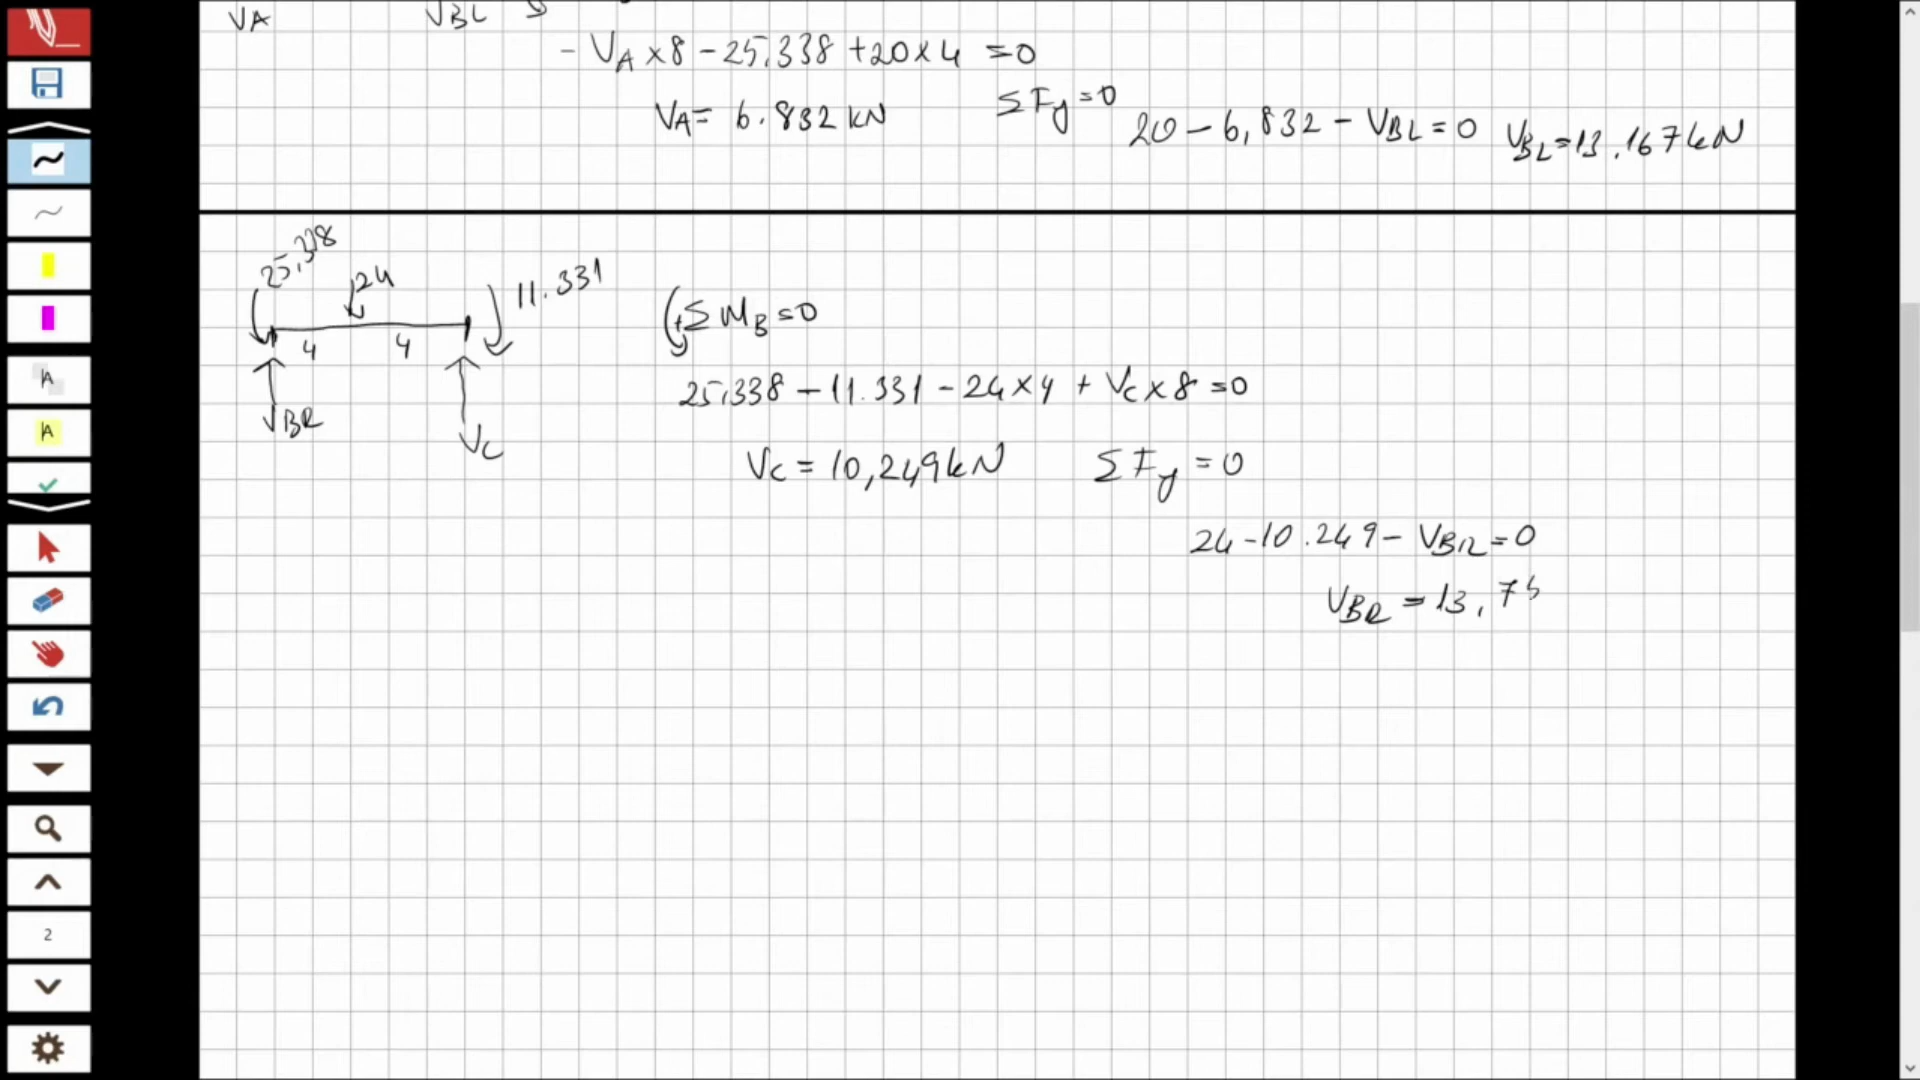 VA VBL
- VA x 8 - 25.338 + 20 x 4 = 0
VA = 6.832 kN ΣFy = 0 20 - 6,832 - VBL = 0 VBL = 13.167 kN
25,338 24 11.331
4 4
VBR VC
+ΣMB = 0
25.338 - 11.331 - 24 x 4 + VC x 8 = 0
VC = 10,249 kN ΣFy = 0
24 - 10.249 - VBR = 0
VBR = 13,75
A
A
2